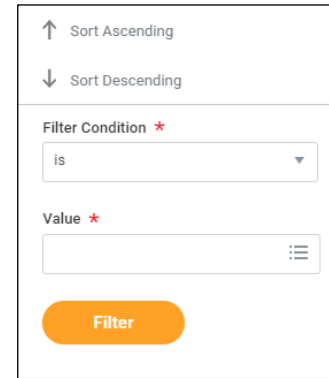 Sort Ascending
Sort Descending
Filter Condition *
is
Value *
Filter